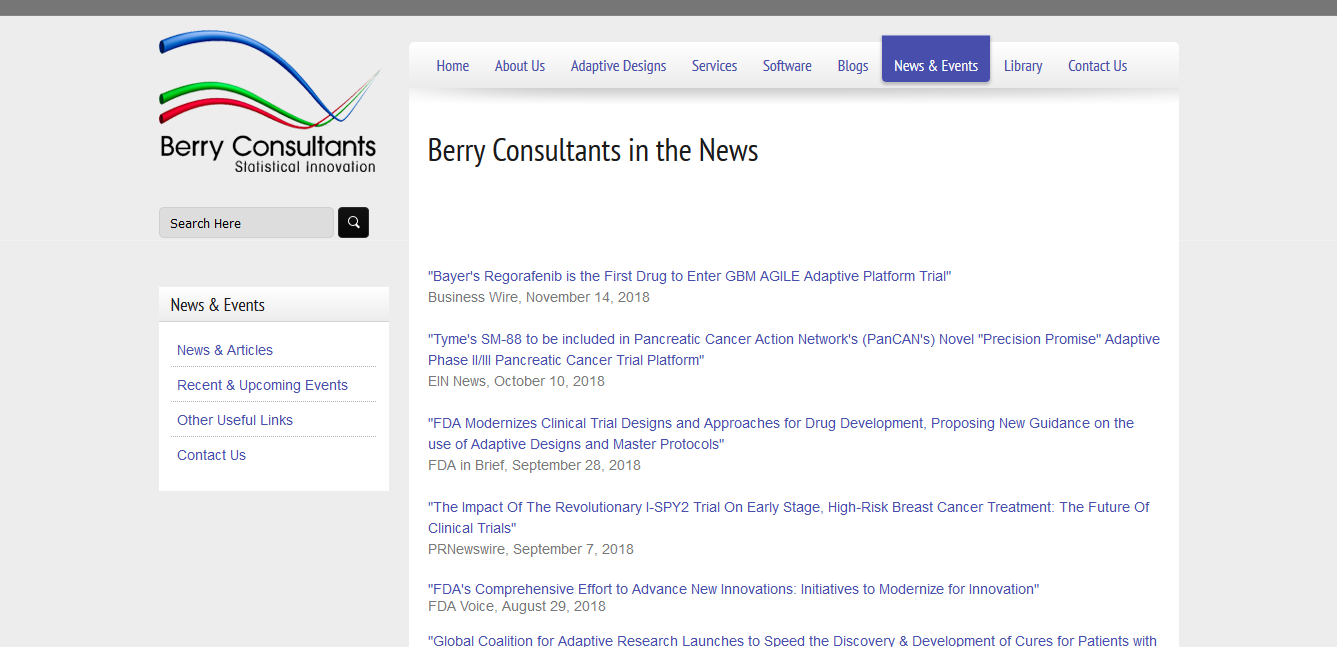 Berry Consultants
Statistical Innovation
Search Here
News & Events
News & Articles
Recent & Upcoming Events
Other Useful Links
Contact Us
Home About Us Adaptive Designs Services Software Blogs News & Events Library Contact Us
Berry Consultants in the News
"Bayer's Regorafenib is the First Drug to Enter GBM AGILE Adaptive Platform Trial"
Business Wire, November 14, 2018
"Tyme's SM-88 to be included in Pancreatic Cancer Action Network's (PanCAN's) Novel "Precision Promise" Adaptive
Phase II/III Pancreatic Cancer Trial Platform"
EIN News, October 10, 2018
"FDA Modernizes Clinical Trial Designs and Approaches for Drug Development, Proposing New Guidance on the
use of Adaptive Designs and Master Protocols"
FDA in Brief, September 28, 2018
"The Impact Of The Revolutionary I-SPY2 Trial On Early Stage, High-Risk Breast Cancer Treatment: The Future Of
Clinical Trials"
PRNewswire, September 7, 2018
"FDA's Comprehensive Effort to Advance New Innovations: Initiatives to Modernize for Innovation"
FDA Voice, August 29, 2018
"Global Coalition for Adaptive Research Launches to Speed the Discovery & Development of Cures for Patients with